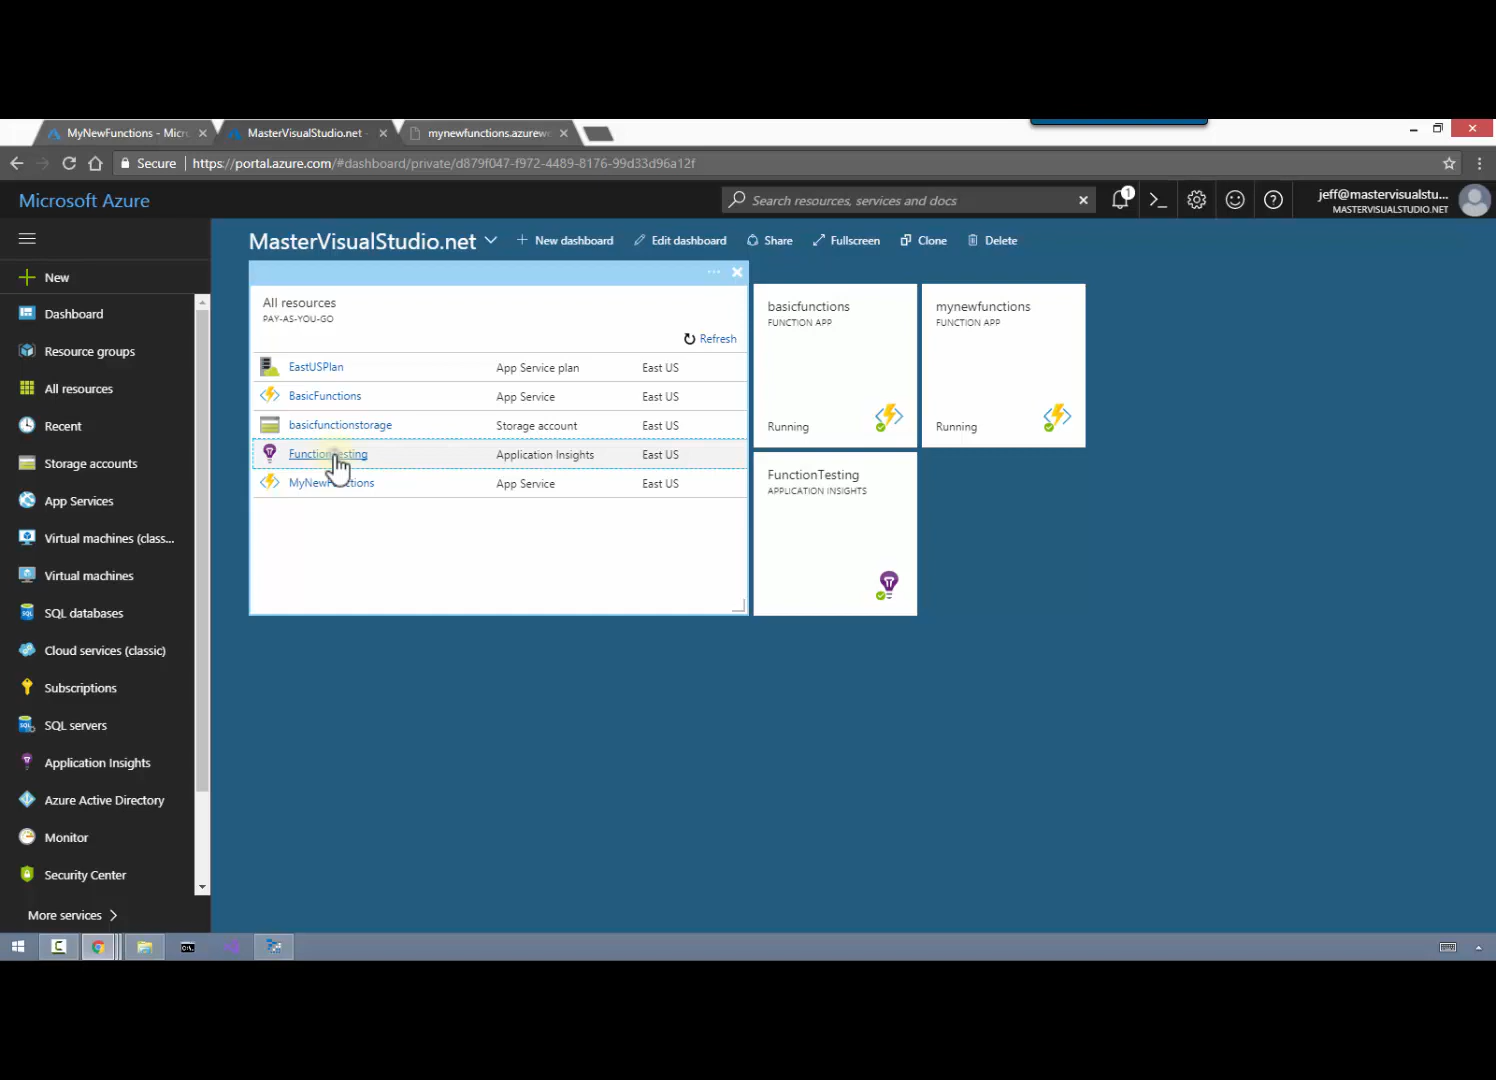 MyNewFunctions - Micr
MasterVisualStudio.net -
mynewfunctions.azurew
Secure
https://portal.azure.com/#dashboard/private/d879f047-f972-4489-8176-99d33d96a12f
Microsoft Azure
Search resources, services and docs
1
jeff@mastervisualstu...
MASTERVISUALSTUDIO.NET
MasterVisualStudio.net
New dashboard
Edit dashboard
Share
Fullscreen
Clone
Delete
New
Dashboard
Resource groups
All resources
Recent
Storage accounts
App Services
Virtual machines (class...
Virtual machines
SQL databases
Cloud services (classic)
Subscriptions
SQL servers
Application Insights
Azure Active Directory
Monitor
Security Center
More services
All resources
PAY-AS-YOU-GO
Refresh
EastUSPlan App Service plan East US
BasicFunctions App Service East US
basicfunctionstorage Storage account East US
FunctionTesting Application Insights East US
MyNewFunctions App Service East US
basicfunctions
FUNCTION APP
Running
mynewfunctions
FUNCTION APP
Running
FunctionTesting
APPLICATION INSIGHTS